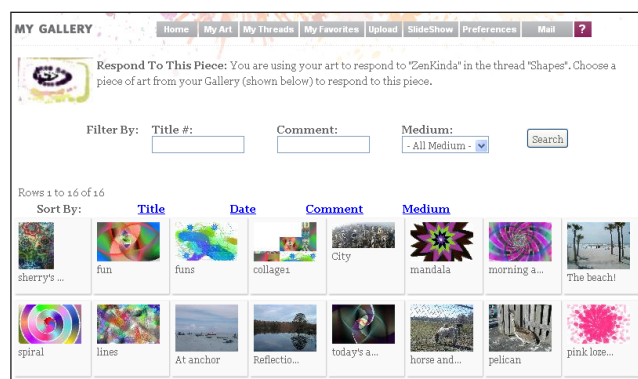 MY GALLERY
Home My Art My Threads My Favorites Upload SlideShow Preferences Mail ?
Respond To This Piece: You are using your art to respond to "ZenKinda" in the thread "Shapes". Choose a
piece of art from your Gallery (shown below) to respond to this piece.
Filter By: Title #: Comment: Medium:
- All Medium - Search
Rows 1 to 16 of 16
Sort By: Title Date Comment Medium
sherry's ... fun funs collage1 City mandala morning a... The beach!
spiral lines At anchor Reflectio... today's a... horse and... pelican pink loze...